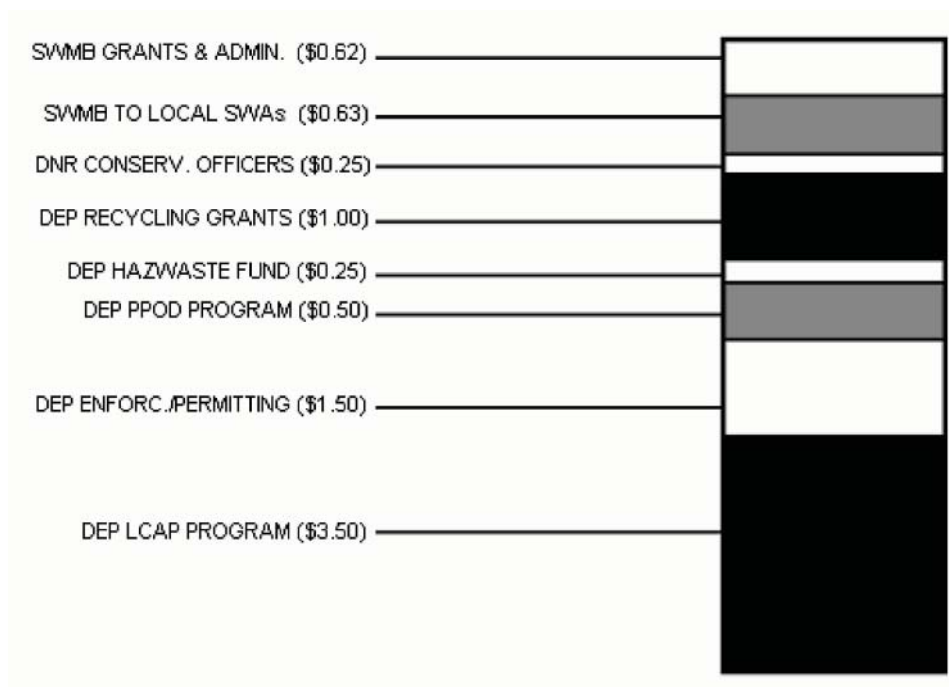 SWMB GRANTS & ADMIN. ($0.62)
SWMB TO LOCAL SWAs ($0.63)
DNR CONSERV. OFFICERS ($0.25)
DEP RECYCLING GRANTS ($1.00)
DEP HAZWASTE FUND ($0.25)
DEP PPOD PROGRAM ($0.50)
DEP ENFORC./PERMITTING ($1.50)
DEP LCAP PROGRAM ($3.50)